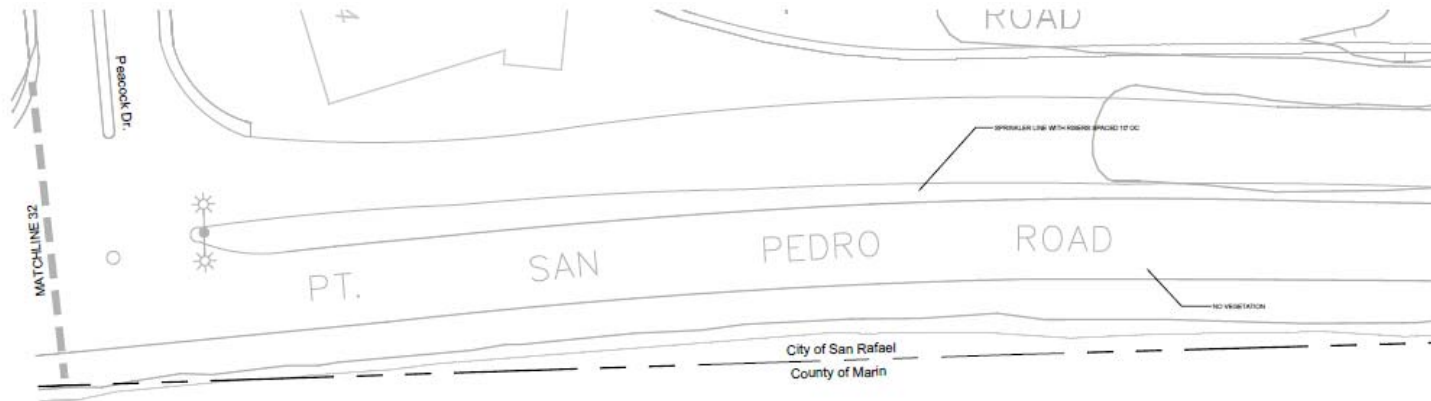 4
ROAD
Peacock Dr.
SPRINKLER LINE WITH RISERS SPACED 10' OC
MATCHLINE 32
PT. SAN PEDRO ROAD
NO VEGETATION
City of San Rafael
County of Marin